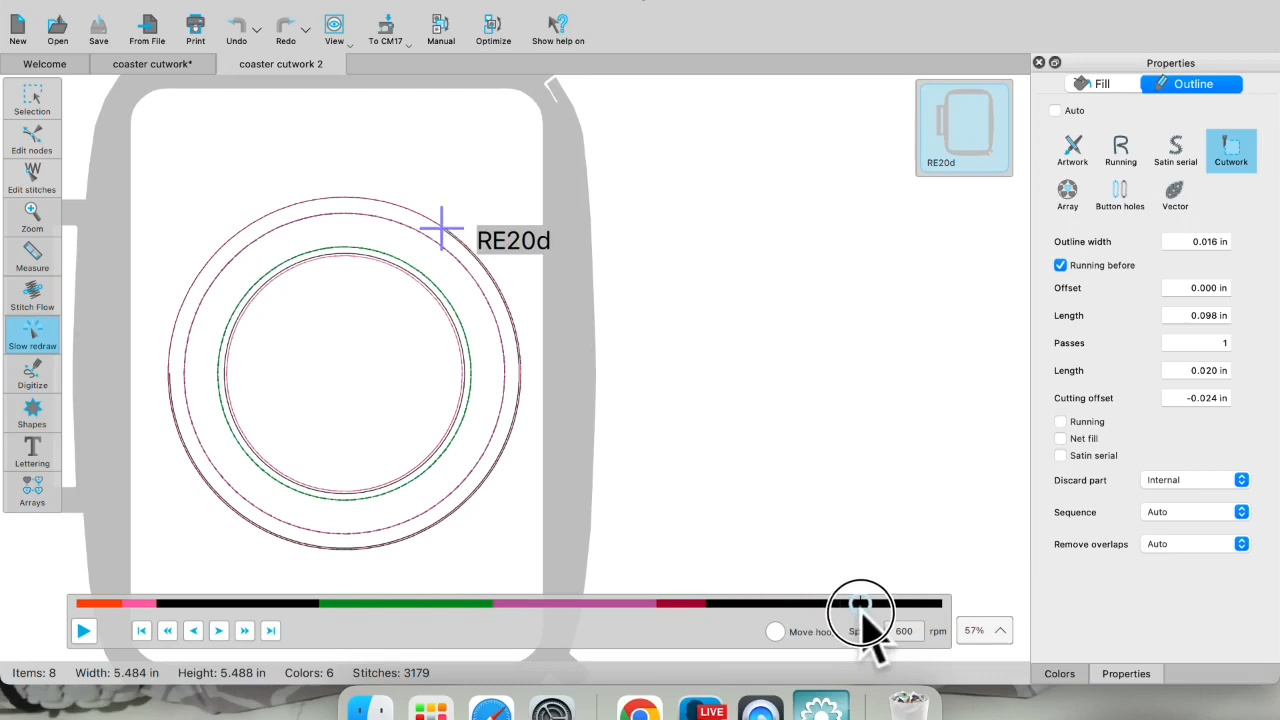 New Open Save From File Print Undo Redo View To CM17 Manual Optimize Show help on
Welcome coaster cutwork* coaster cutwork 2
Properties
Fill Outline
Auto
Artwork Running Satin serial Cutwork
Array Button holes Vector
Outline width 0.016 in
Running before
Offset 0.000 in
Length 0.098 in
Passes 1
Length 0.020 in
Cutting offset -0.024 in
Running
Net fill
Satin serial
Discard part Internal
Sequence Auto
Remove overlaps Auto
Selection
Edit nodes
Edit stitches
Zoom
Measure
Stitch Flow
Slow redraw
Digitize
Shapes
Lettering
Arrays
RE20d
RE20d
Move 600 rpm 57%
Items: 8 Width: 5.484 in Height: 5.488 in Colors: 6 Stitches: 3179
Colors Properties
LIVE